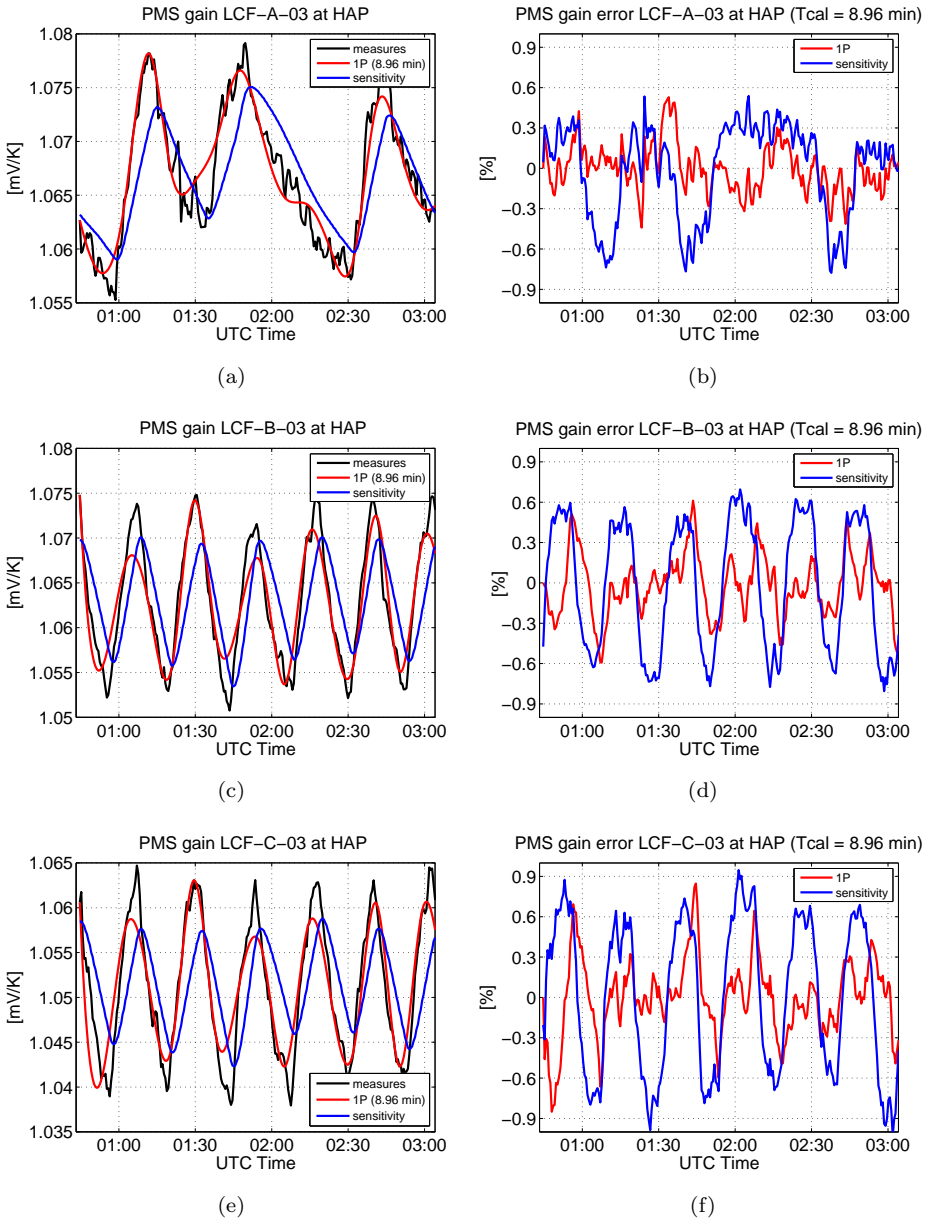 PMS gain LCF−A−03 at HAP
1.08
1.075
1.07
1.065
1.06
1.055
[mV/K]
measures
1P (8.96 min)
sensitivity
01:00 01:30 02:00 02:30 03:00
UTC Time
(a)
PMS gain error LCF−A−03 at HAP (Tcal = 8.96 min)
0.9
0.6
0.3
0
−0.3
−0.6
−0.9
[%]
1P
sensitivity
01:00 01:30 02:00 02:30 03:00
UTC Time
(b)
PMS gain LCF−B−03 at HAP
1.08
1.075
1.07
1.065
1.06
1.055
1.05
[mV/K]
measures
1P (8.96 min)
sensitivity
01:00 01:30 02:00 02:30 03:00
UTC Time
(c)
PMS gain error LCF−B−03 at HAP (Tcal = 8.96 min)
0.9
0.6
0.3
0
−0.3
−0.6
−0.9
[%]
1P
sensitivity
01:00 01:30 02:00 02:30 03:00
UTC Time
(d)
PMS gain LCF−C−03 at HAP
1.065
1.06
1.055
1.05
1.045
1.04
1.035
[mV/K]
measures
1P (8.96 min)
sensitivity
01:00 01:30 02:00 02:30 03:00
UTC Time
(e)
PMS gain error LCF−C−03 at HAP (Tcal = 8.96 min)
0.9
0.6
0.3
0
−0.3
−0.6
−0.9
[%]
1P
sensitivity
01:00 01:30 02:00 02:30 03:00
UTC Time
(f)